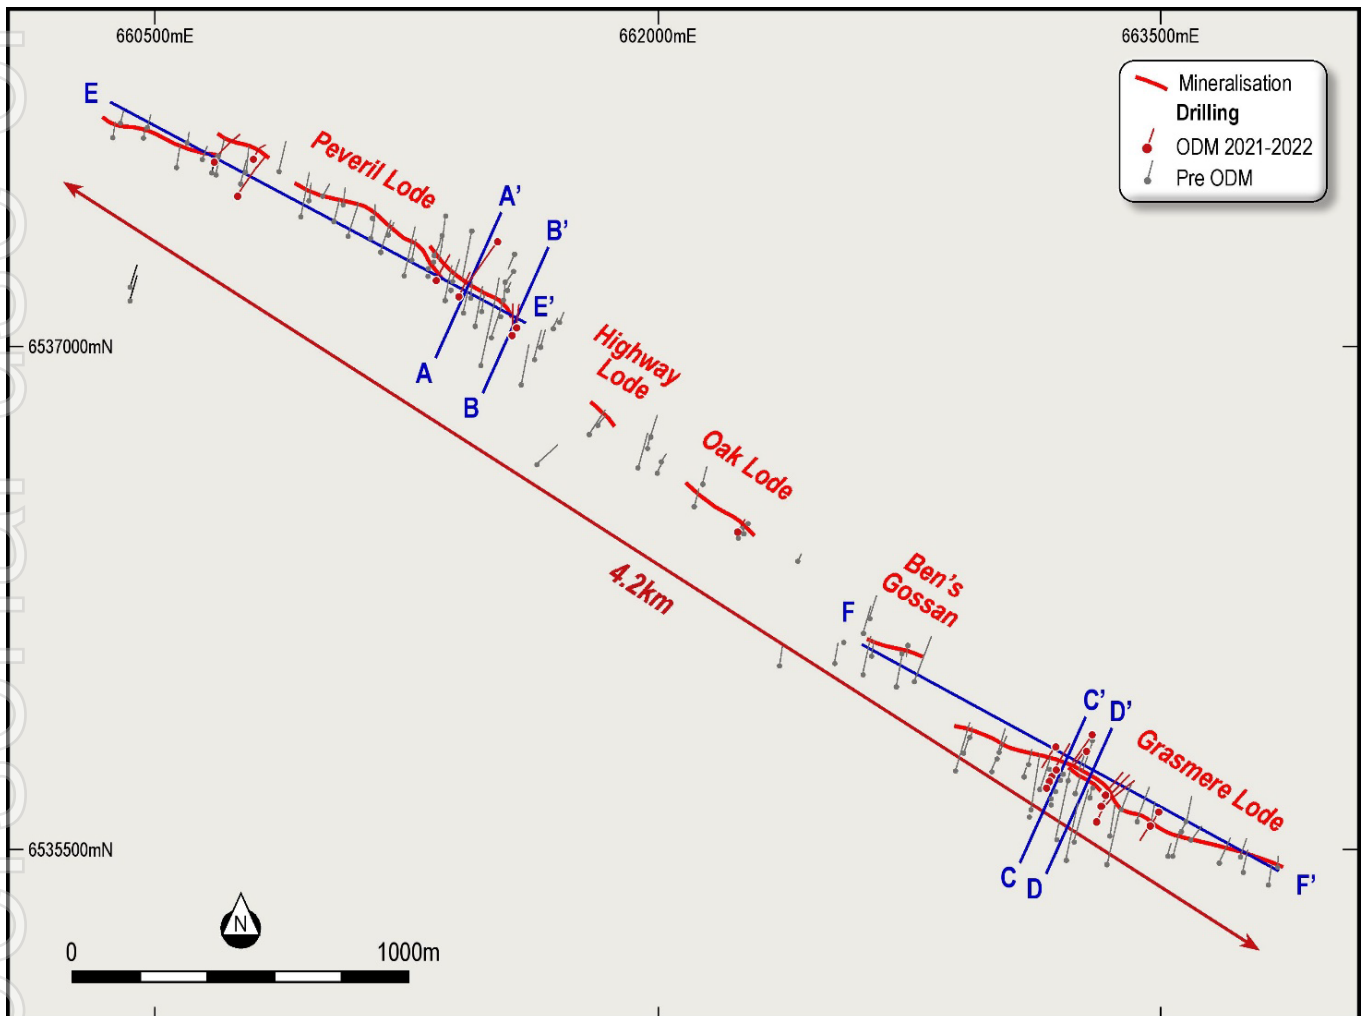 660500mE
662000mE
663500mE
Mineralisation
Drilling
ODM 2021-2022
Pre ODM
E
Peveril Lode
A'
B'
E'
6537000mN
A
B
Highway
Lode
Oak Lode
4.2km
Ben's
Gossan
F
C' D'
Grasmere Lode
6535500mN
C D
F'
N
0 1000m